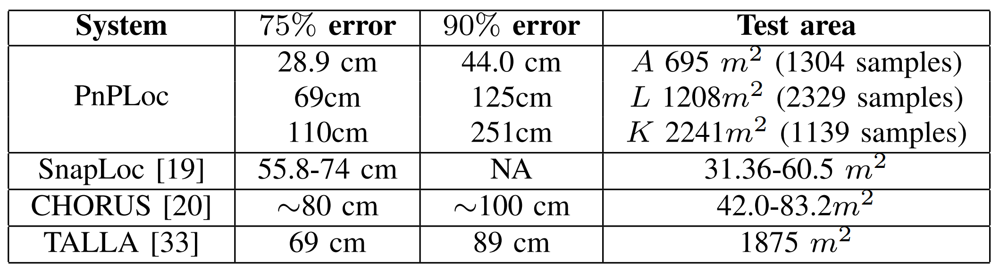 System 75% error 90% error Test area
28.9 cm 44.0 cm A 695 m² (1304 samples)
PnPLoc 69cm 125cm L 1208m² (2329 samples)
110cm 251cm K 2241m² (1139 samples)
SnapLoc [19] 55.8-74 cm NA 31.36-60.5 m²
CHORUS [20] ∼80 cm ∼100 cm 42.0-83.2m²
TALLA [33] 69 cm 89 cm 1875 m²